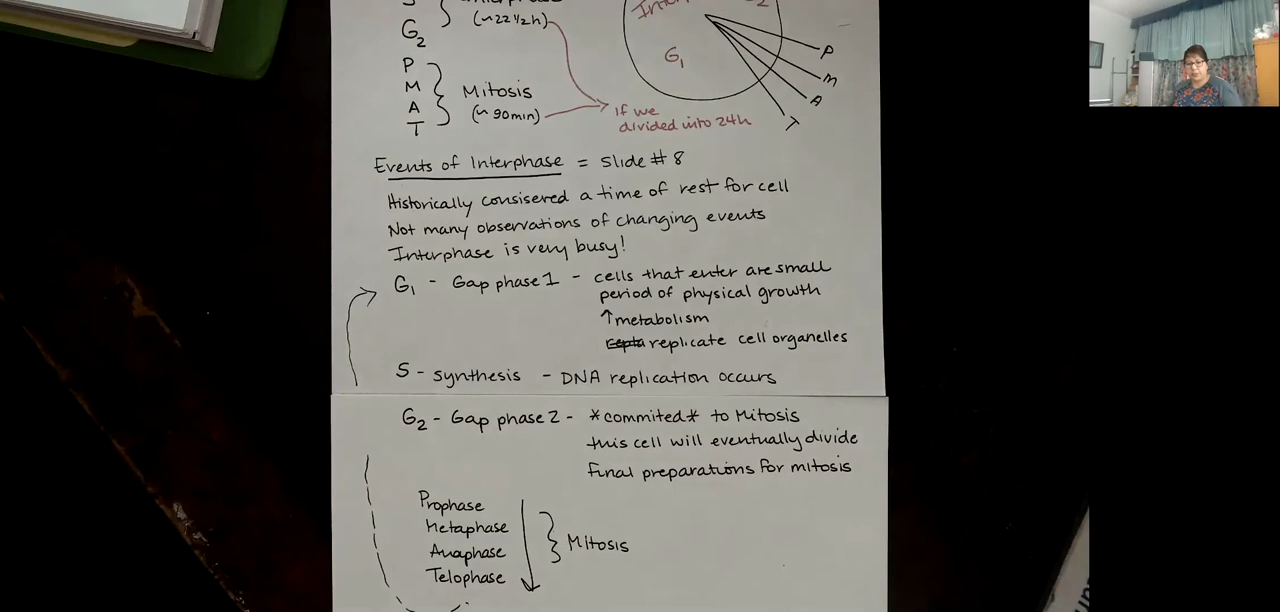 (~22 1/2h)
G2
P
M
A
T
Mitosis
(~90min)
2
G1
P
M
A
T
if we
divided into 24h
Events of Interphase = Slide # 8
Historically consisered a time of rest for cell
Not many observations of changing events
Interphase is very busy!
G1 - Gap phase 1 - cells that enter are small
period of physical growth
↑ metabolism
replicate cell organelles
S - synthesis - DNA replication occurs
G2 - Gap phase 2 - *commited* to Mitosis
this cell will eventually divide
Final preparations for mitosis
Prophase
Metaphase
Anaphase
Telophase
Mitosis